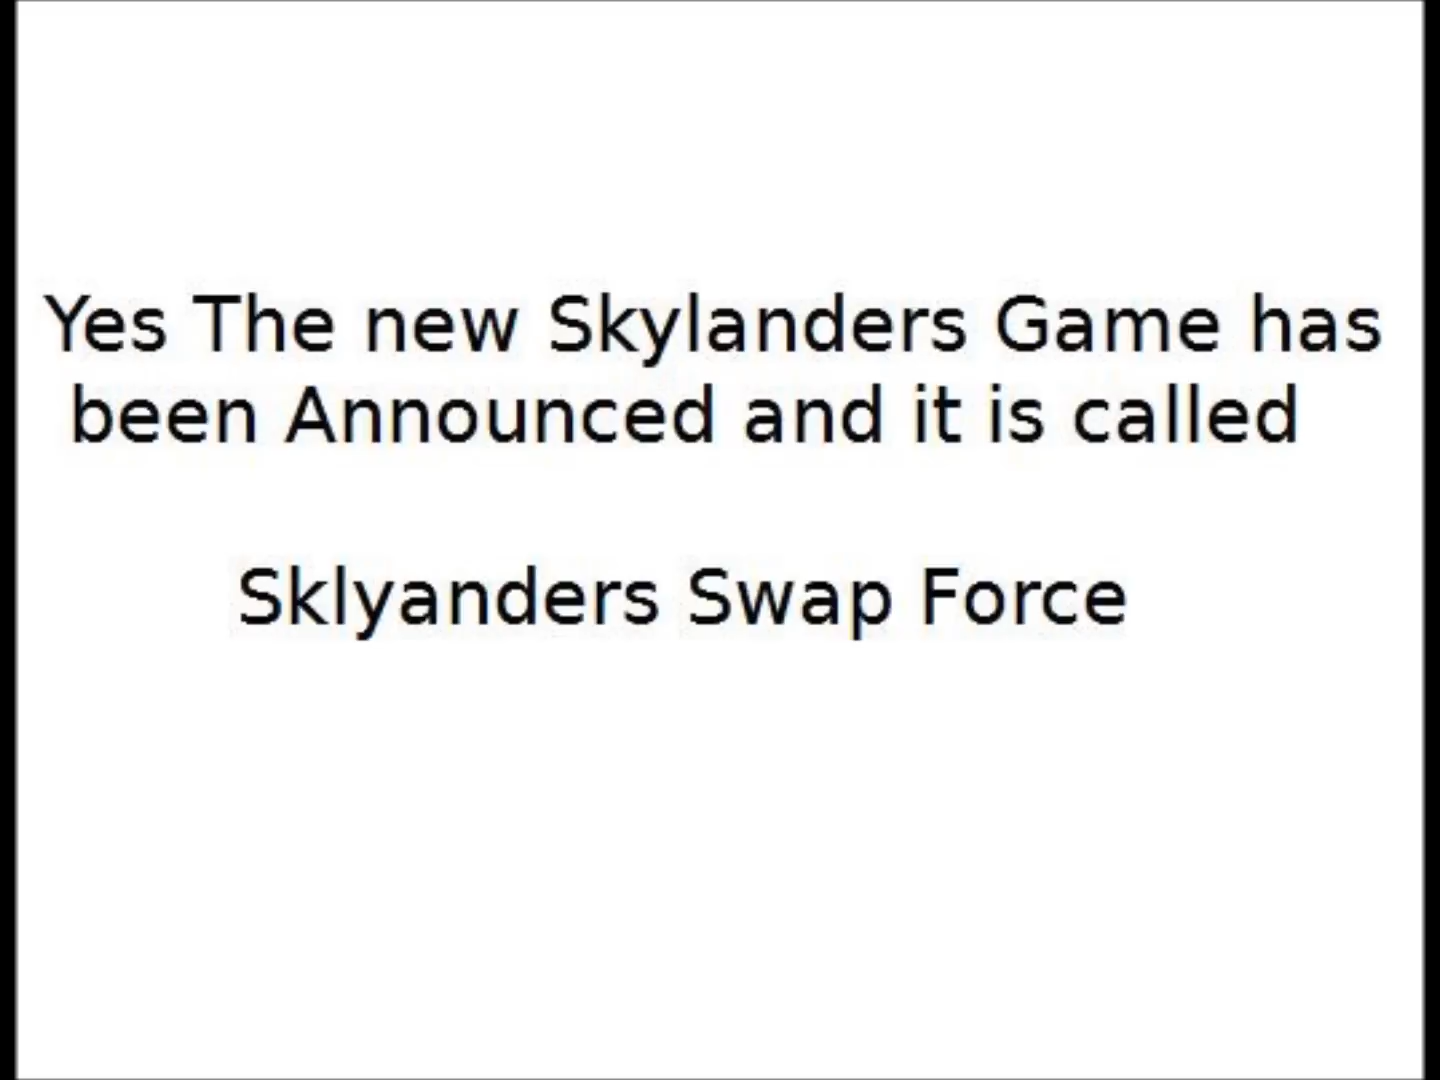 Yes The new Skylanders Game has
been Announced and it is called
Sklyanders Swap Force